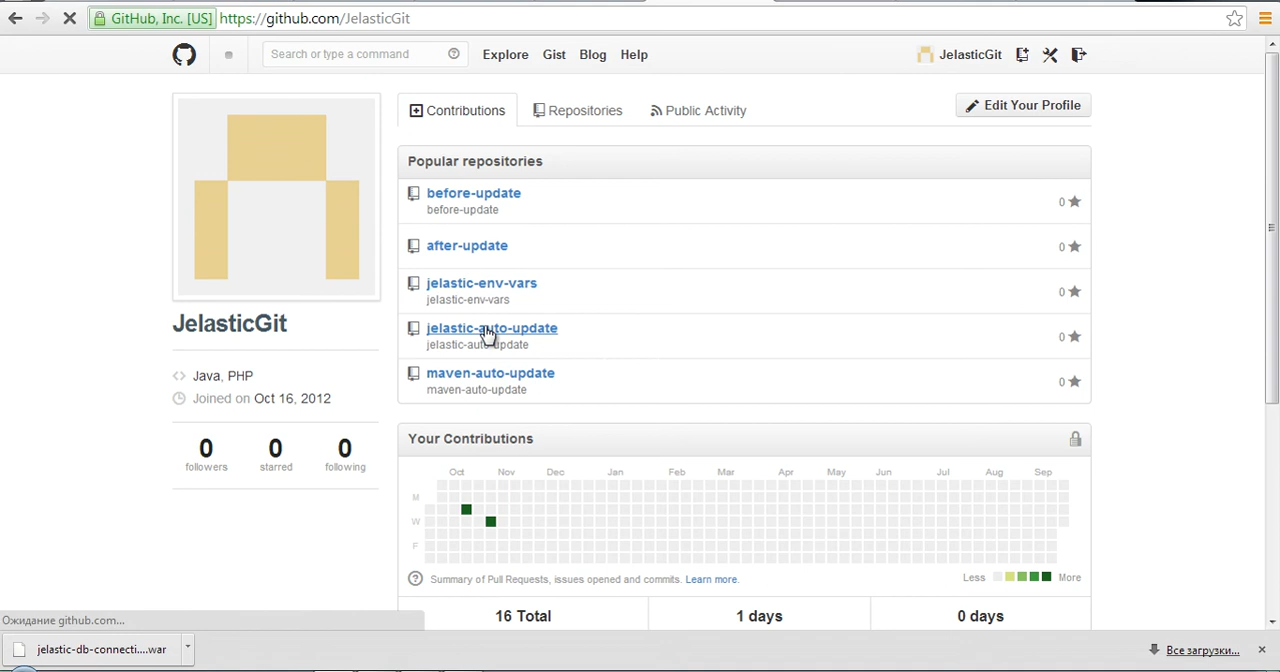 GitHub, Inc. [US] https://github.com/JelasticGit
Search or type a command Explore Gist Blog Help JelasticGit
Contributions Repositories Public Activity Edit Your Profile
Popular repositories
before-update
before-update 0
after-update 0
jelastic-env-vars
jelastic-env-vars 0
jelastic-auto-update
jelastic-auto-update 0
maven-auto-update
maven-auto-update 0
JelasticGit
Java, PHP
Joined on Oct 16, 2012
0 0 0
followers starred following
Your Contributions
Oct Nov Dec Jan Feb Mar Apr May Jun Jul Aug Sep
M
W
F
Summary of Pull Requests, issues opened and commits. Learn more. Less More
16 Total 1 days 0 days
Ожидание github.com...
jelastic-db-connecti....war Все загрузки...